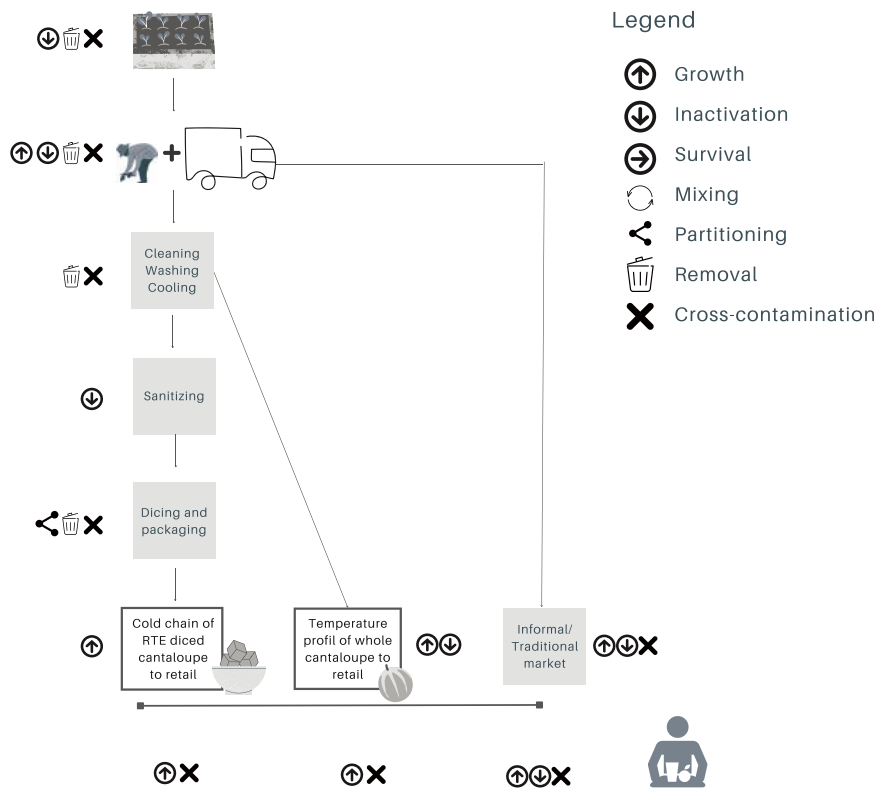 Legend
Growth
Inactivation
Survival
Mixing
Partitioning
Removal
Cross-contamination
Cleaning
Washing
Cooling
Sanitizing
Dicing and
packaging
Cold chain of
RTE diced
cantaloupe
to retail
Temperature
profil of whole
cantaloupe to
retail
Informal/
Traditional
market